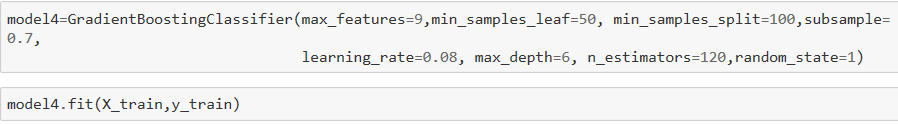 model4=GradientBoostingClassifier(max_features=9,min_samples_leaf=50, min_samples_split=100,subsample=
0.7,
learning_rate=0.08, max_depth=6, n_estimators=120,random_state=1)
model4.fit(X_train,y_train)